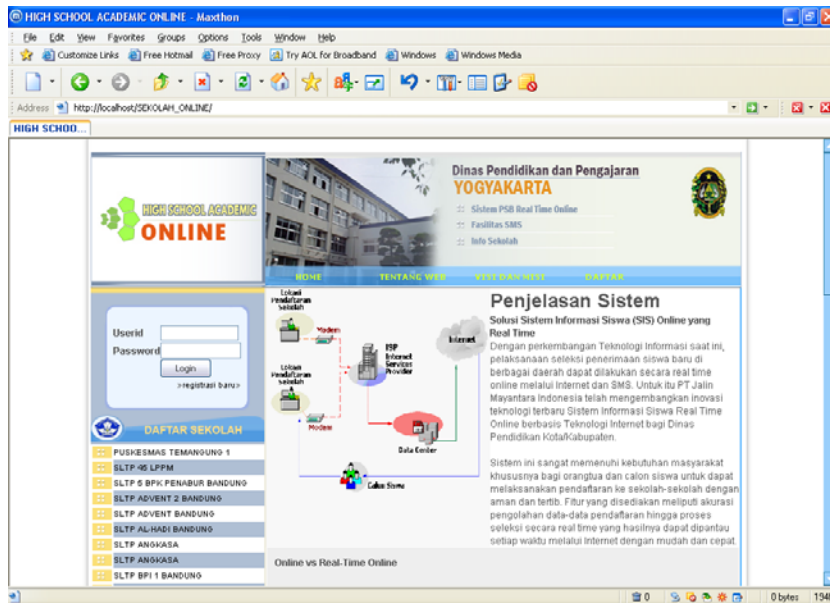 HIGH SCHOOL ACADEMIC ONLINE - Maxthon
File Edit View Favorites Groups Options Tools Window Help
Customize Links Free Hotmail Free Proxy Try AOL for Broadband Windows Windows Media
Address http://localhost/SEKOLAH_ONLINE/
HIGH SCHOO...
HIGH SCHOOL ACADEMIC
ONLINE
Dinas Pendidikan dan Pengajaran
YOGYAKARTA
:: Sistem PSB Real Time Online
:: Fasilitas SMS
:: Info Sekolah
HOME TENTANG WEB VISI DAN MISI DAFTAR
Userid
Password
Login
>registrasi baru>
DAFTAR SEKOLAH
PUSKESMAS TEMANGUNG 1
SLTP 46 LPPM
SLTP 5 BPK PENABUR BANDUNG
SLTP ADVENT 2 BANDUNG
SLTP ADVENT BANDUNG
SLTP AL-HADI BANDUNG
SLTP ANGKASA
SLTP ANGKASA
SLTP BPI 1 BANDUNG
Lokasi
Pendaftaran
Sekolah
Modem
Lokasi
Pendaftaran
Sekolah
Modem
ISP
Internet
Services
Provider
Internet
Data Center
Calon Siswa
Penjelasan Sistem
Solusi Sistem Informasi Siswa (SIS) Online yang
Real Time
Dengan perkembangan Teknologi Informasi saat ini,
pelaksanaan seleksi penerimaan siswa baru di
berbagai daerah dapat dilakukan secara real time
online melalui Internet dan SMS. Untuk itu PT Jalin
Mayantara Indonesia telah mengembangkan inovasi
teknologi terbaru Sistem Informasi Siswa Real Time
Online berbasis Teknologi Internet bagi Dinas
Pendidikan Kota/Kabupaten.
Sistem ini sangat memenuhi kebutuhan masyarakat
khususnya bagi orangtua dan calon siswa untuk dapat
melaksanakan pendaftaran ke sekolah-sekolah dengan
aman dan tertib. Fitur yang disediakan meliputi akurasi
pengolahan data-data pendaftaran hingga proses
seleksi secara real time yang hasilnya dapat dipantau
setiap waktu melalui Internet dengan mudah dan cepat.
Online vs Real-Time Online
0 0 bytes 194